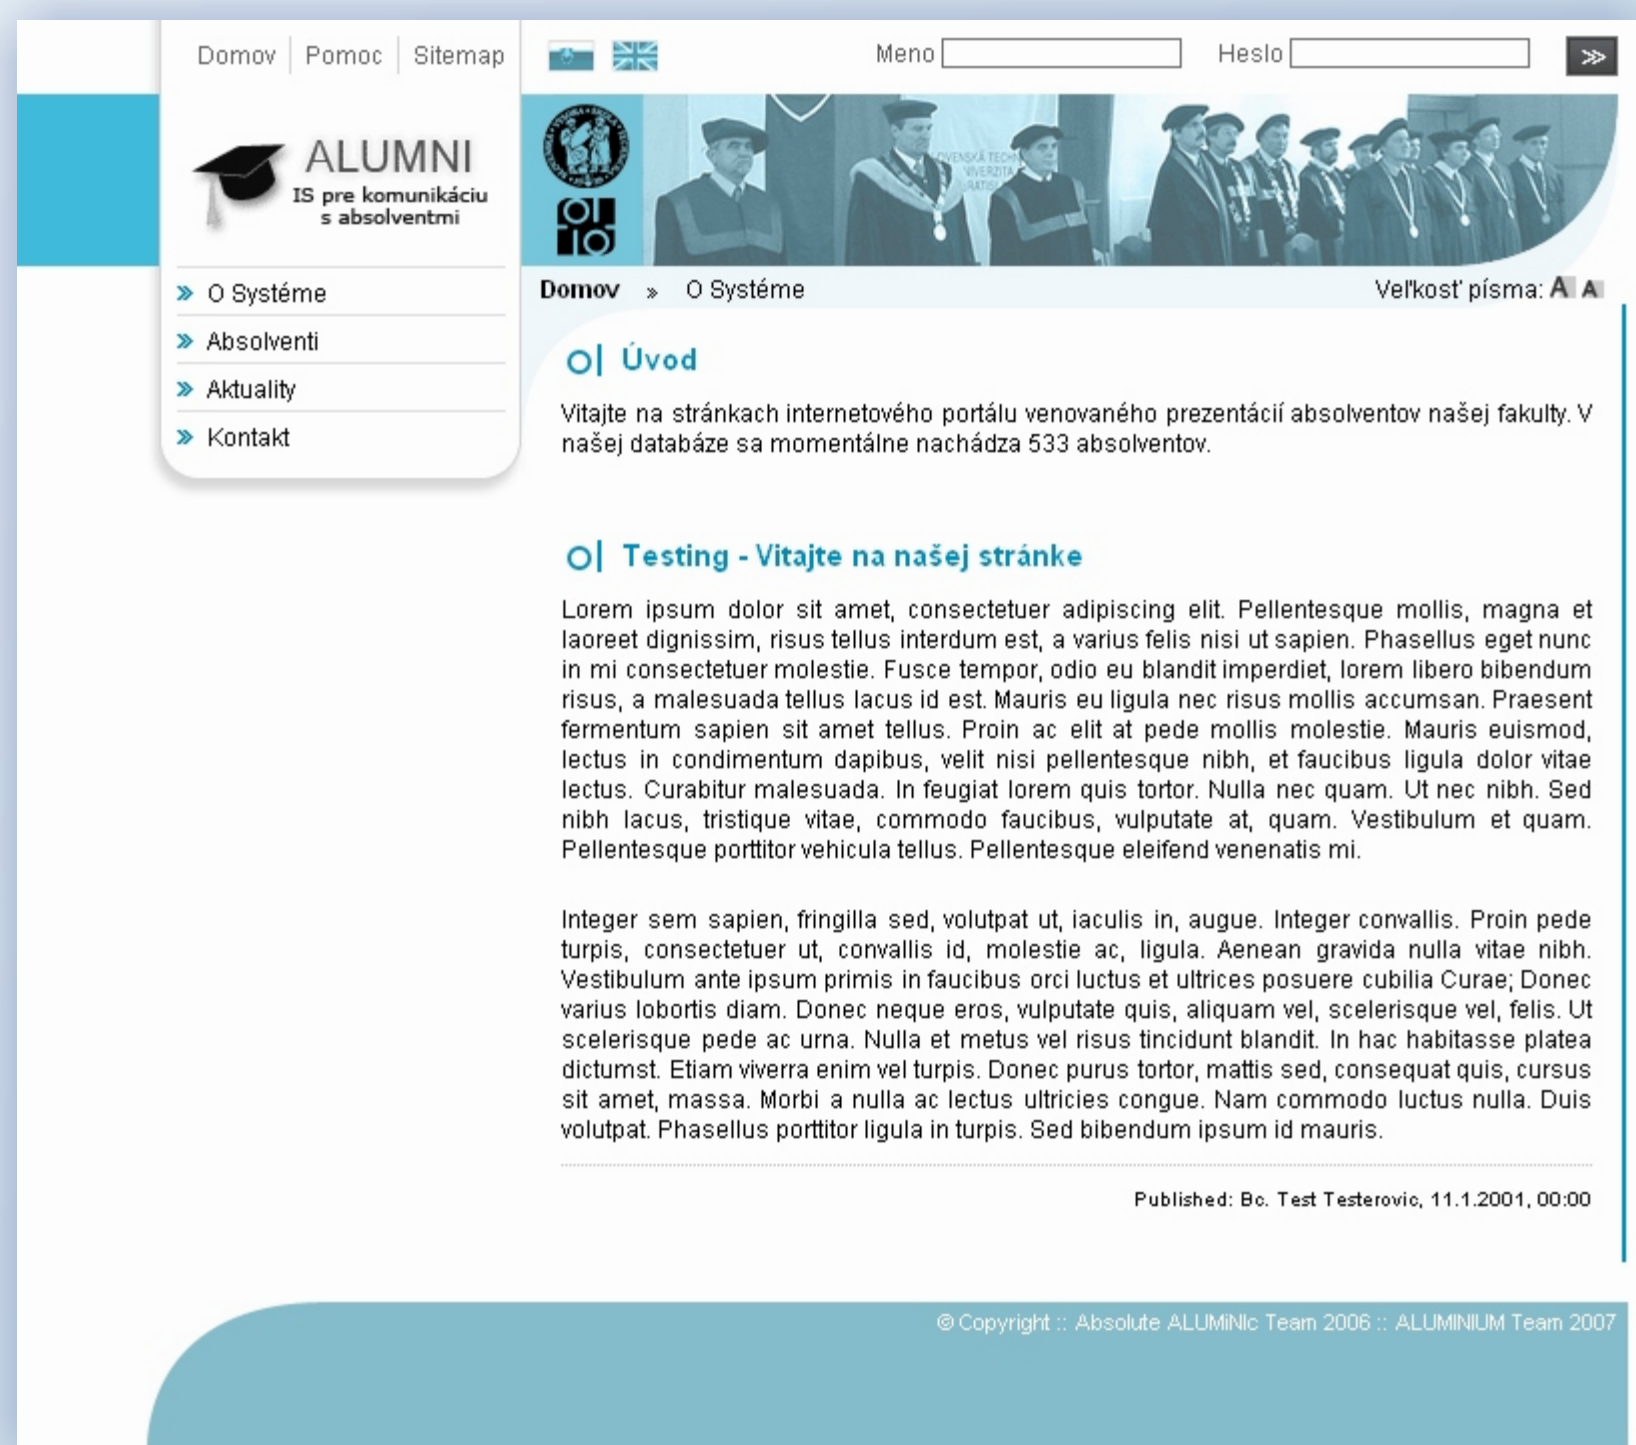 Domov Pomoc Sitemap
Meno Heslo
ALUMNI
IS pre komunikáciu
s absolventmi
OVENSKÁ TECHN
NIVERZITA
O Systéme
Absolventi
Aktuality
Kontakt
Domov » O Systéme
Veľkosť písma: A A
Úvod
Vitajte na stránkach internetového portálu venovaného prezentácií absolventov našej fakulty. V
našej databáze sa momentálne nachádza 533 absolventov.
Testing - Vitajte na našej stránke
Lorem ipsum dolor sit amet, consectetuer adipiscing elit. Pellentesque mollis, magna et
laoreet dignissim, risus tellus interdum est, a varius felis nisi ut sapien. Phasellus eget nunc
in mi consectetuer molestie. Fusce tempor, odio eu blandit imperdiet, lorem libero bibendum
risus, a malesuada tellus lacus id est. Mauris eu ligula nec risus mollis accumsan. Praesent
fermentum sapien sit amet tellus. Proin ac elit at pede mollis molestie. Mauris euismod,
lectus in condimentum dapibus, velit nisi pellentesque nibh, et faucibus ligula dolor vitae
lectus. Curabitur malesuada. In feugiat lorem quis tortor. Nulla nec quam. Ut nec nibh. Sed
nibh lacus, tristique vitae, commodo faucibus, vulputate at, quam. Vestibulum et quam.
Pellentesque porttitor vehicula tellus. Pellentesque eleifend venenatis mi.
Integer sem sapien, fringilla sed, volutpat ut, iaculis in, augue. Integer convallis. Proin pede
turpis, consectetuer ut, convallis id, molestie ac, ligula. Aenean gravida nulla vitae nibh.
Vestibulum ante ipsum primis in faucibus orci luctus et ultrices posuere cubilia Curae; Donec
varius lobortis diam. Donec neque eros, vulputate quis, aliquam vel, scelerisque vel, felis. Ut
scelerisque pede ac urna. Nulla et metus vel risus tincidunt blandit. In hac habitasse platea
dictumst. Etiam viverra enim vel turpis. Donec purus tortor, mattis sed, consequat quis, cursus
sit amet, massa. Morbi a nulla ac lectus ultricies congue. Nam commodo luctus nulla. Duis
volutpat. Phasellus porttitor ligula in turpis. Sed bibendum ipsum id mauris.
Published: Bc. Test Testerovic, 11.1.2001, 00:00
© Copyright :: Absolute ALUMiNIc Team 2006 :: ALUMINIUM Team 2007